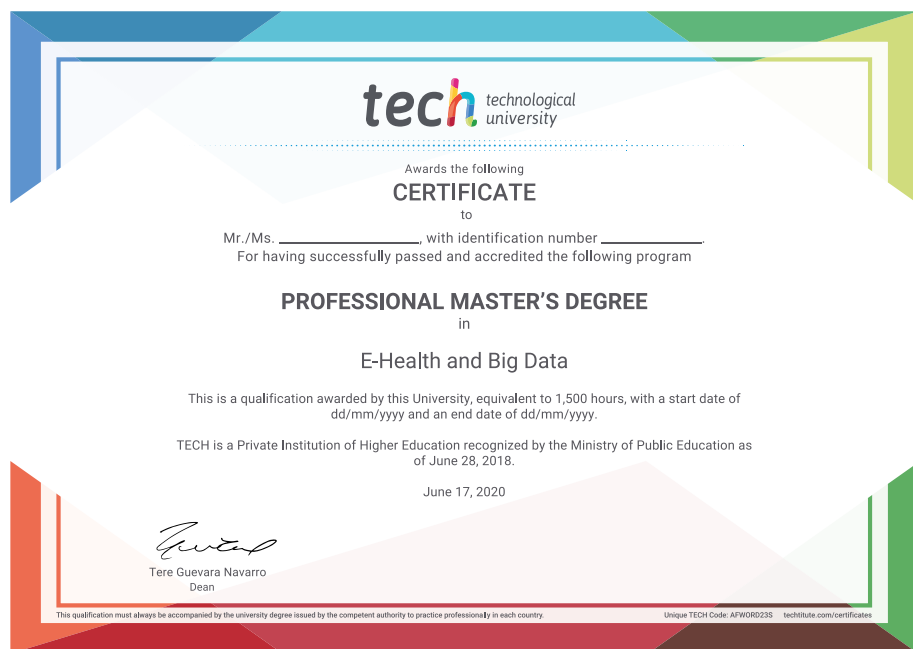 tech technological
university
Awards the following
CERTIFICATE
to
Mr./Ms. ____________________, with identification number ______________.
For having successfully passed and accredited the following program
PROFESSIONAL MASTER'S DEGREE
in
E-Health and Big Data
This is a qualification awarded by this University, equivalent to 1,500 hours, with a start date of
dd/mm/yyyy and an end date of dd/mm/yyyy.
TECH is a Private Institution of Higher Education recognized by the Ministry of Public Education as
of June 28, 2018.
June 17, 2020
Tere Guevara Navarro
Dean
This qualification must always be accompanied by the university degree issued by the competent authority to practice professionally in each country.
Unique TECH Code: AFWORD23S techtitute.com/certificates